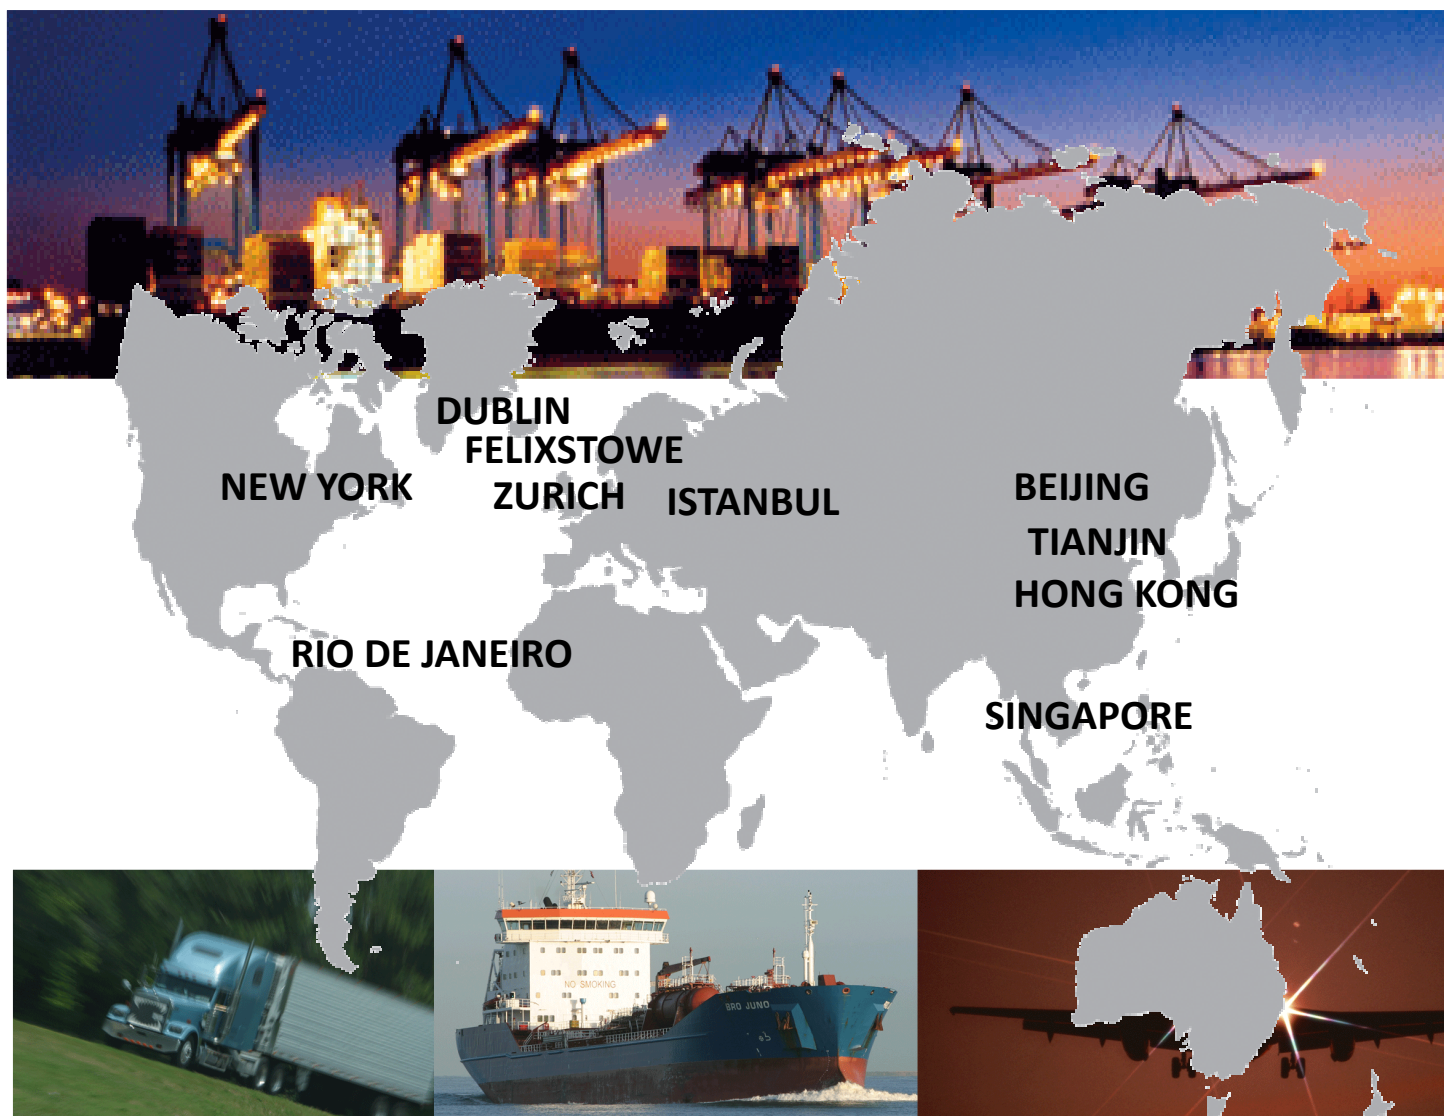 DUBLIN
FELIXSTOWE
NEW YORK
ZURICH
ISTANBUL
BEIJING
TIANJIN
HONG KONG
RIO DE JANEIRO
SINGAPORE
NO SMOKING
BRO JUNO